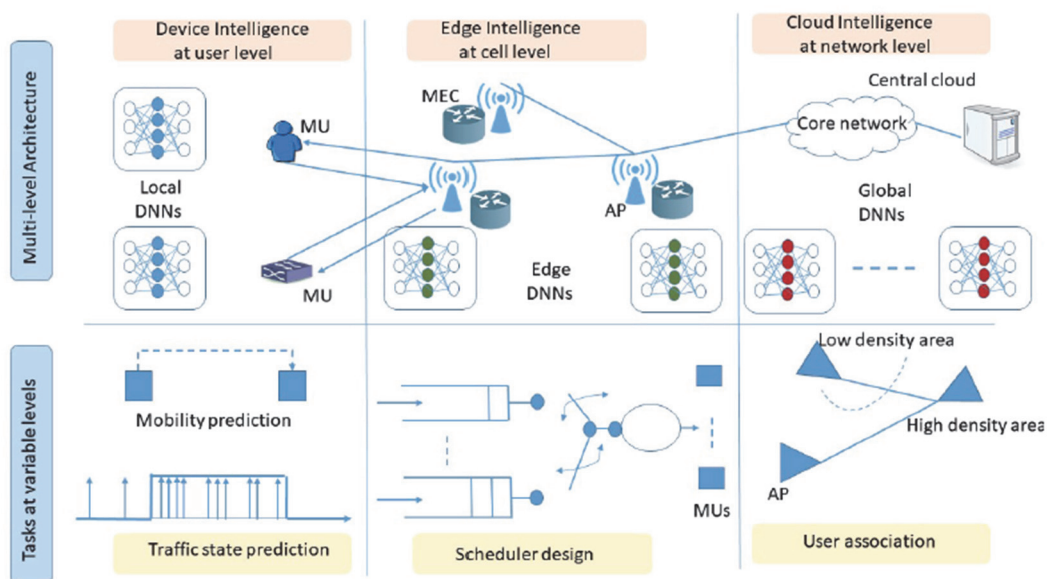 Multi-level Architecture
Device Intelligence
at user level
Edge Intelligence
at cell level
Cloud Intelligence
at network level
MU
Local
DNNs
MU
MEC
AP
Edge
DNNs
Central cloud
Core network
Global
DNNs
Tasks at variable levels
Mobility prediction
Traffic state prediction
MUs
Scheduler design
Low density area
High density area
AP
User association